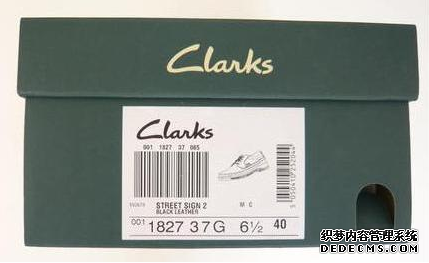 Clarks
Clarks
001 1827 37 065
STREET SIGN 2
BLACK LEATHER
M C
001 1827 37 G 6½ 40
织梦内容管理系统
DEDECMS.COM